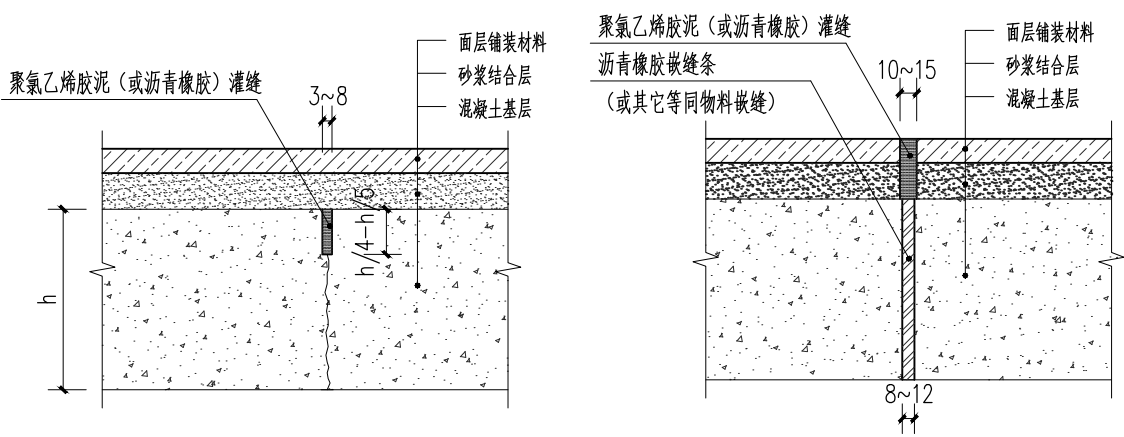 面层铺装材料
砂浆结合层
混凝土基层
聚氯乙烯胶泥（或沥青橡胶）灌缝
3~8
h/4-h/5
h
聚氯乙烯胶泥（或沥青橡胶）灌缝
沥青橡胶嵌缝条
（或其它等同物料嵌缝）
10~15
面层铺装材料
砂浆结合层
混凝土基层
8~12